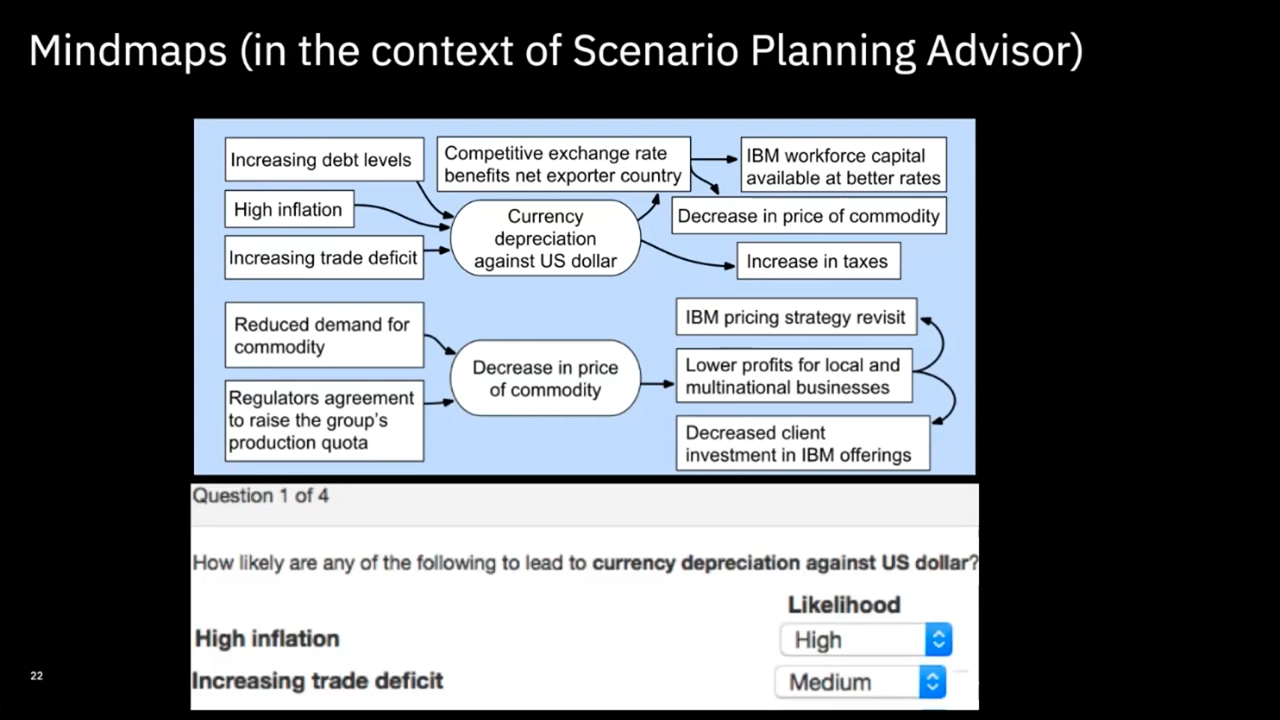 Mindmaps (in the context of Scenario Planning Advisor)
Increasing debt levels
High inflation
Increasing trade deficit
Currency
depreciation
against US dollar
Competitive exchange rate
benefits net exporter country
IBM workforce capital
available at better rates
Decrease in price of commodity
Increase in taxes
Reduced demand for
commodity
Regulators agreement
to raise the group's
production quota
Decrease in price
of commodity
IBM pricing strategy revisit
Lower profits for local and
multinational businesses
Decreased client
investment in IBM offerings
Question 1 of 4
How likely are any of the following to lead to currency depreciation against US dollar?
Likelihood
High inflation High
Increasing trade deficit Medium
22